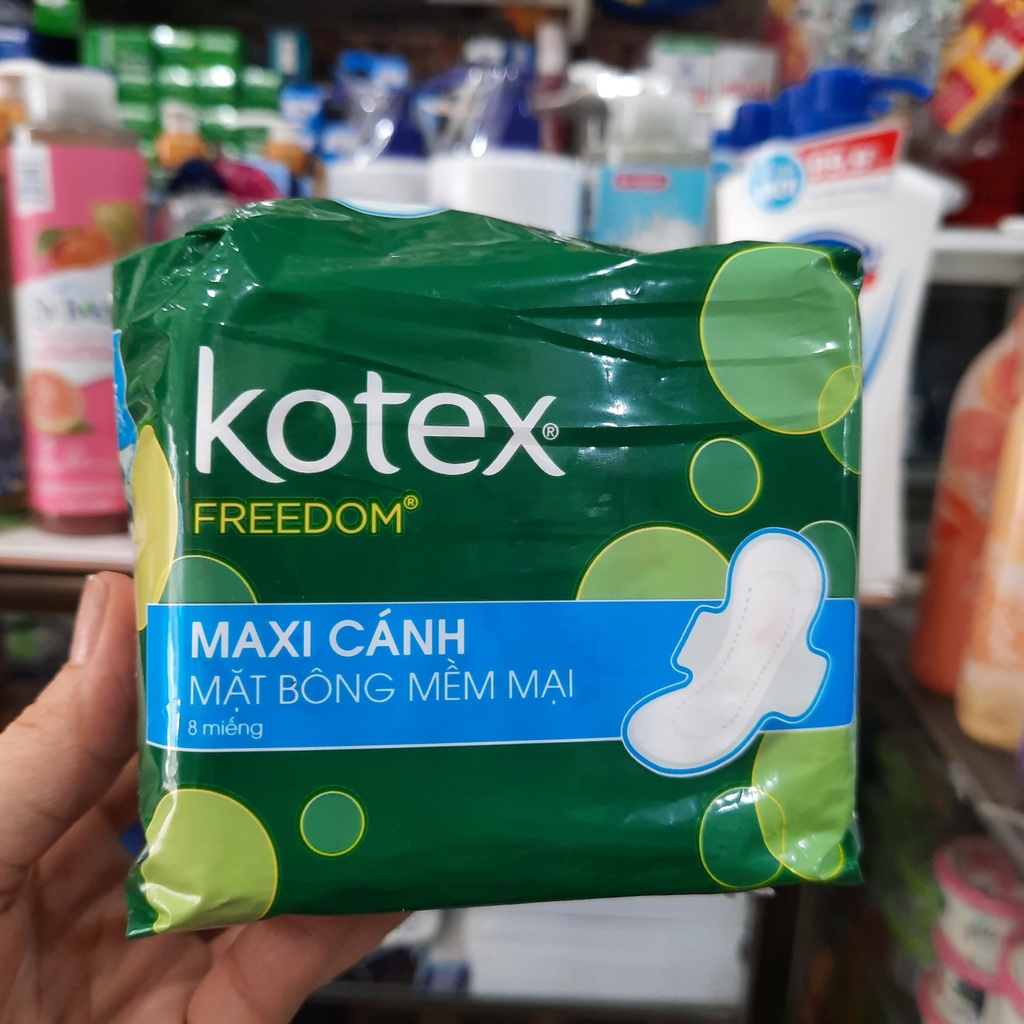 kotex®
FREEDOM®
MAXI CÁNH
MẶT BÔNG MỀM MẠI
8 miếng